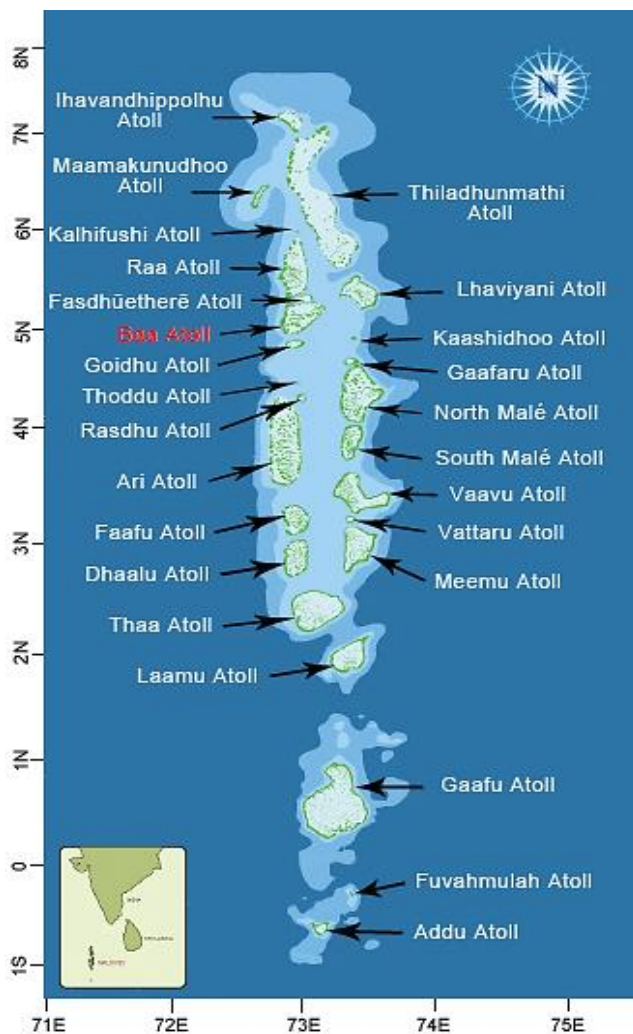 8N
N
Ihavandhippolhu
Atoll
7N
Maamakunudhoo
Atoll
Thiladhunmathi
Atoll
6N
Kalhifushi Atoll
Raa Atoll
Lhaviyani Atoll
Fasdhūetherē Atoll
5N
Baa Atoll
Kaashidhoo Atoll
Goidhu Atoll
Gaafaru Atoll
Thoddu Atoll
North Malé Atoll
4N
Rasdhu Atoll
South Malé Atoll
Ari Atoll
Vaavu Atoll
Faafu Atoll
Vattaru Atoll
3N
Dhaalu Atoll
Meemu Atoll
Thaa Atoll
2N
Laamu Atoll
1N
Gaafu Atoll
0
Fuvahmulah Atoll
Addu Atoll
INDIA
MALDIVES
1S
71E
72E
73E
74E
75E